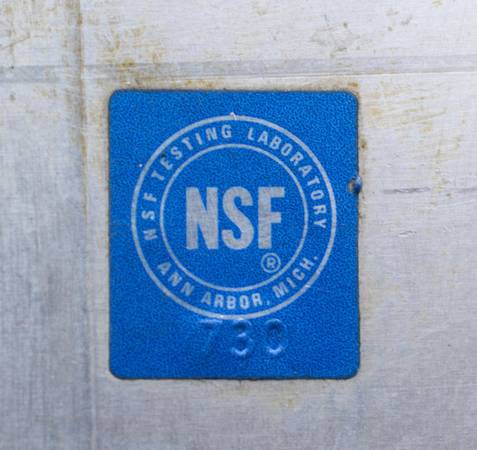 NSF TESTING LABORATORY
NSF
®
ANN ARBOR, MICH.
730